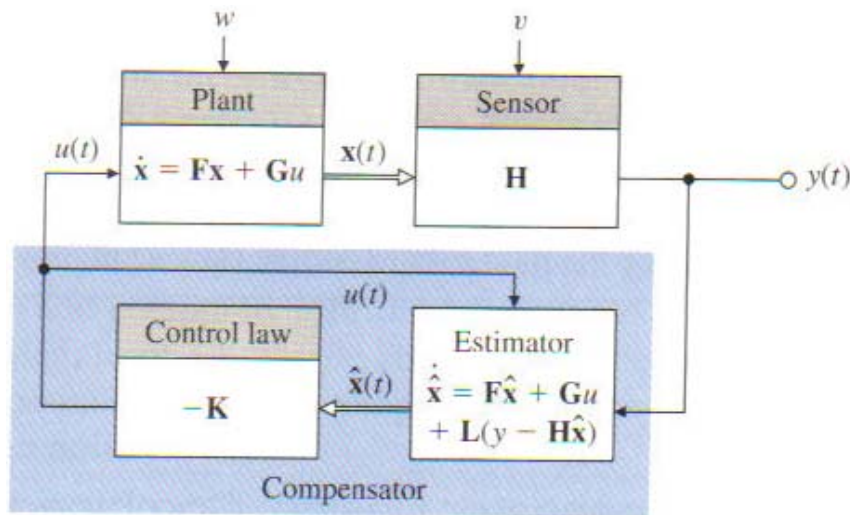 w
v
Plant
Sensor
u(t)
ẋ = Fx + Gu
x(t)
H
y(t)
u(t)
Control law
Estimator
−K
x̂(t)
x̂̇ = Fx̂ + Gu
+ L(y − Hx̂)
Compensator